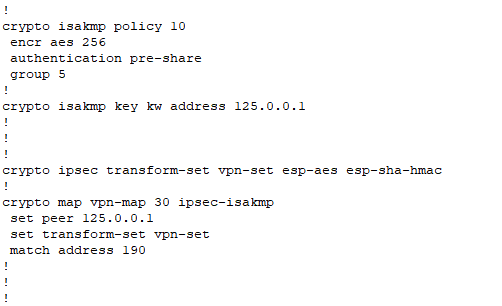 !
crypto isakmp policy 10
 encr aes 256
 authentication pre-share
 group 5
!
crypto isakmp key kw address 125.0.0.1
!
!
!
crypto ipsec transform-set vpn-set esp-aes esp-sha-hmac
!
crypto map vpn-map 30 ipsec-isakmp
 set peer 125.0.0.1
 set transform-set vpn-set
 match address 190
!
!
!